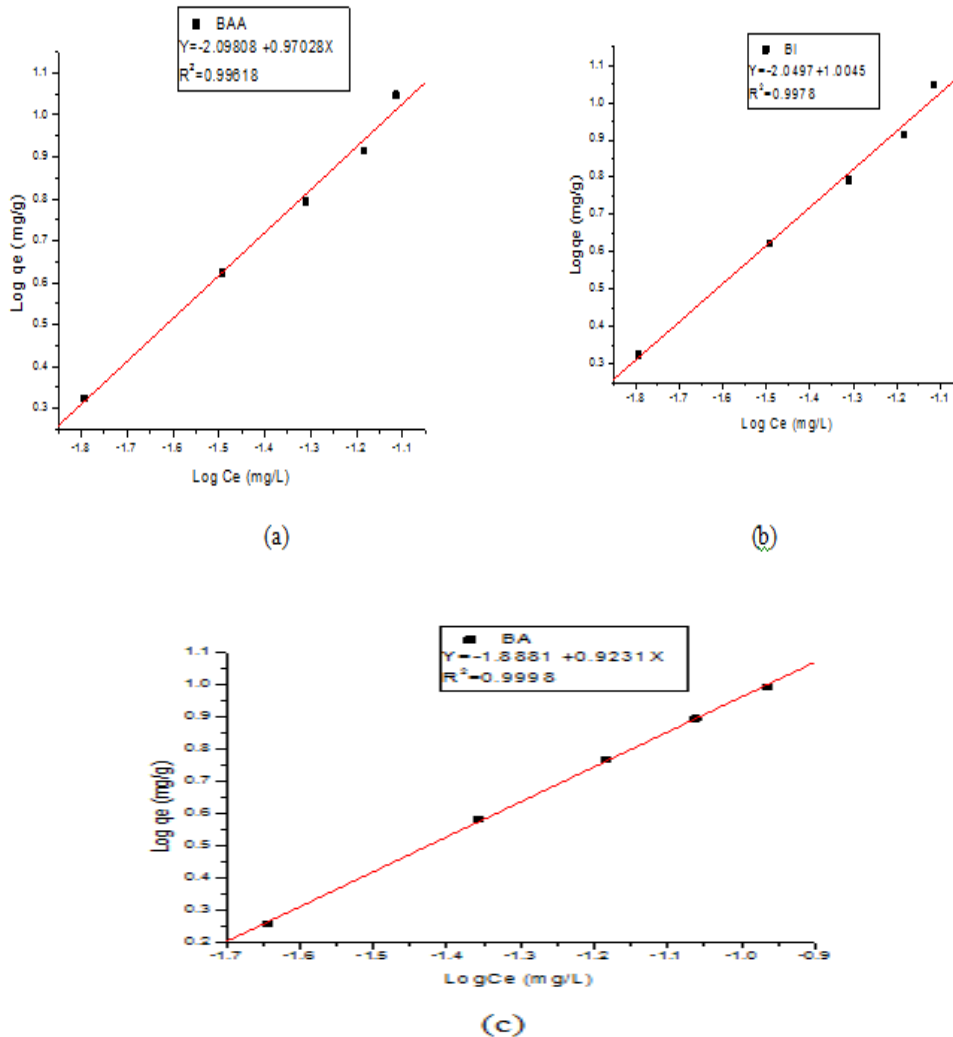 BAA
Y=-2.09808 +0.97028X
R²=0.99618
1.1
1.0
0.9
0.8
0.7
0.6
0.5
0.4
0.3
Log qe (mg/g)
-1.8 -1.7 -1.6 -1.5 -1.4 -1.3 -1.2 -1.1
Log Ce (mg/L)
(a)
BI
Y=-2.0497+1.0045
R²=0.9978
1.1
1.0
0.9
0.8
0.7
0.6
0.5
0.4
0.3
Logqe (mg/g)
-1.8 -1.7 -1.6 -1.5 -1.4 -1.3 -1.2 -1.1
Log Ce (mg/L)
(b)
BA
Y=-1.8881 +0.9231X
R²=0.9998
1.1
1.0
0.9
0.8
0.7
0.6
0.5
0.4
0.3
0.2
Log qe (mg/g)
-1.7 -1.6 -1.5 -1.4 -1.3 -1.2 -1.1 -1.0 -0.9
LogCe (mg/L)
(c)